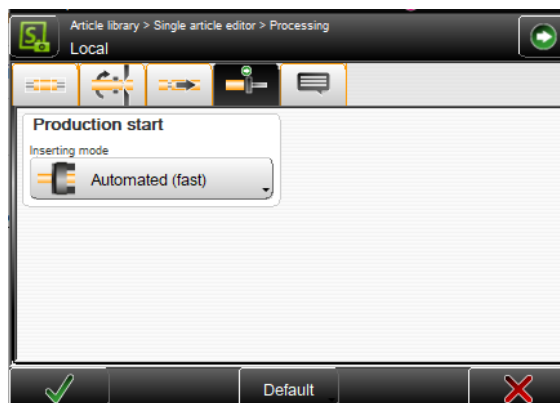 Article library > Single article editor > Processing
Local
Production start
Inserting mode
Automated (fast)
Default